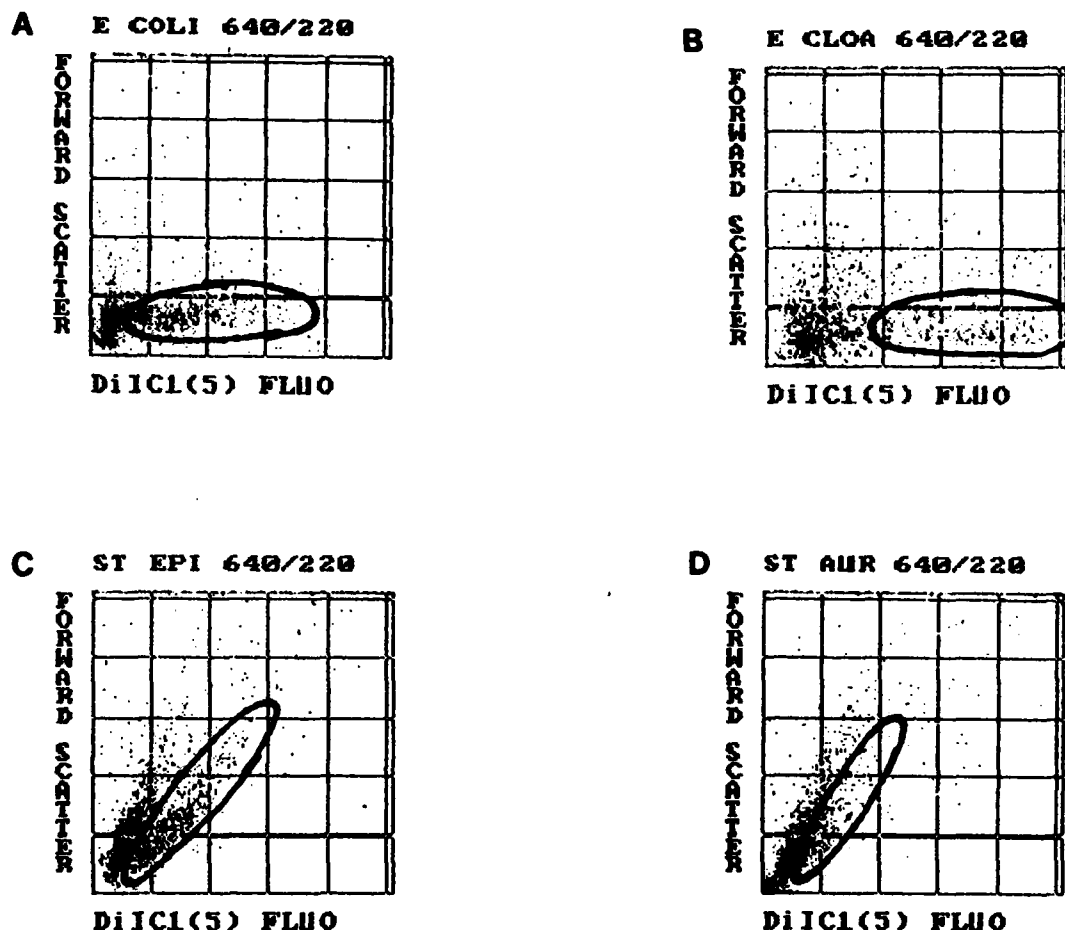 A
E COLI 640/220
FORWARD SCATTER
DiIC1(5) FLUO
B
E CLOA 640/220
FORWARD SCATTER
DiIC1(5) FLUO
C
ST EPI 640/220
FORWARD SCATTER
DiIC1(5) FLUO
D
ST AUR 640/220
FORWARD SCATTER
DiIC1(5) FLUO